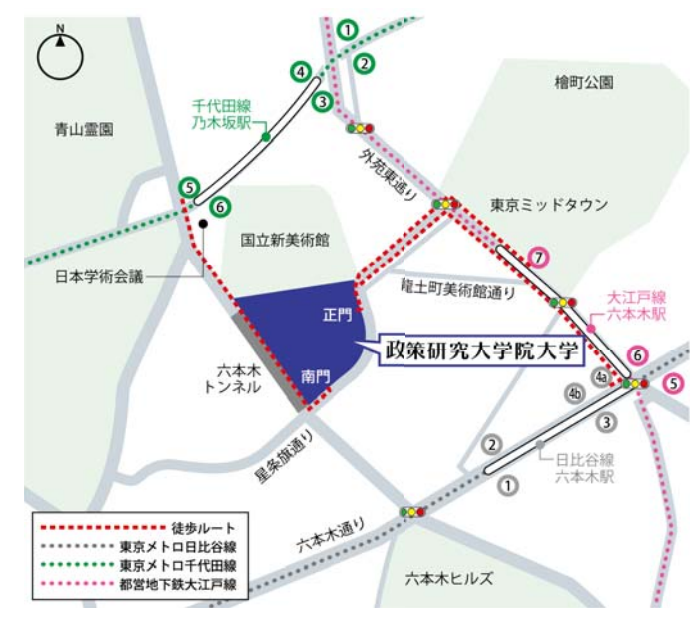 N
①
②
④
③
檜町公園
千代田線
乃木坂駅
青山霊園
外苑東通り
⑤
⑥
東京ミッドタウン
国立新美術館
⑦
日本学術会議
龍土町美術館通り
大江戸線
六本木駅
正門
政策研究大学院大学
六本木
トンネル
南門
⑥
4a
⑤
4b
③
星条旗通り
②
①
日比谷線
六本木駅
六本木通り
六本木ヒルズ
徒歩ルート
東京メトロ日比谷線
東京メトロ千代田線
都営地下鉄大江戸線